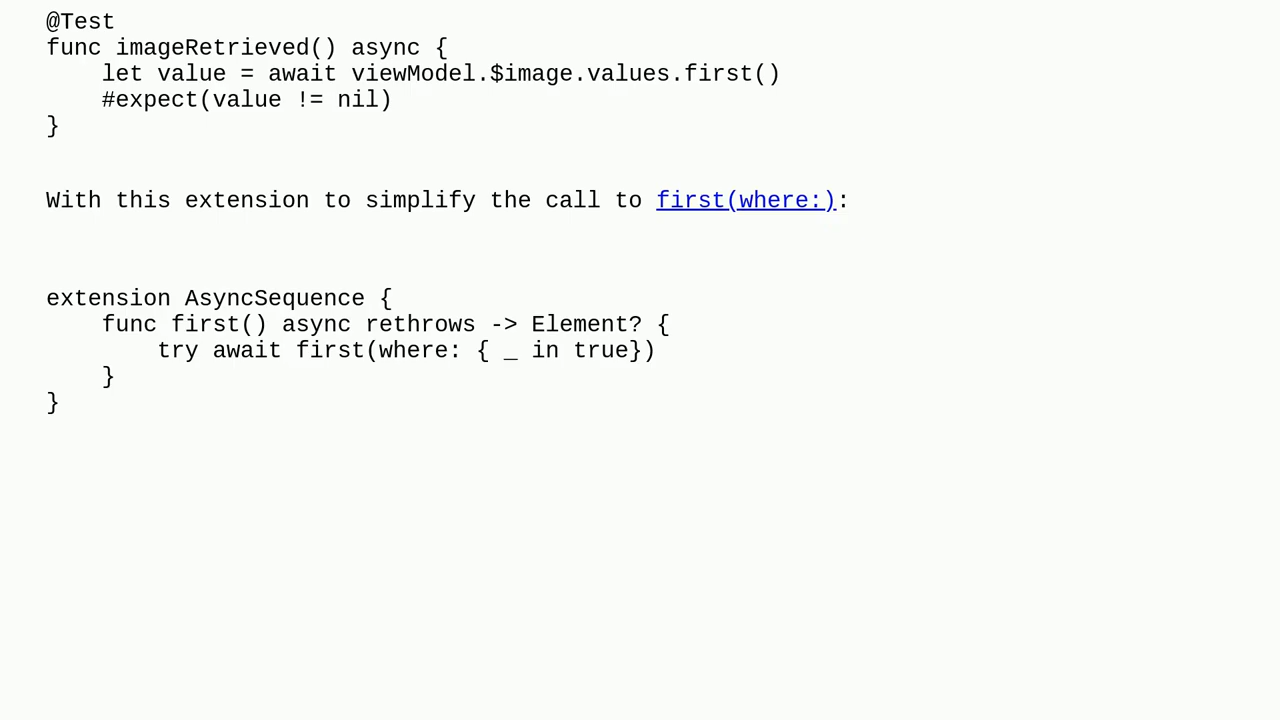 @Test
func imageRetrieved() async {
    let value = await viewModel.$image.values.first()
    #expect(value != nil)
}
With this extension to simplify the call to first(where:):
extension AsyncSequence {
    func first() async rethrows -> Element? {
        try await first(where: { _ in true})
    }
}